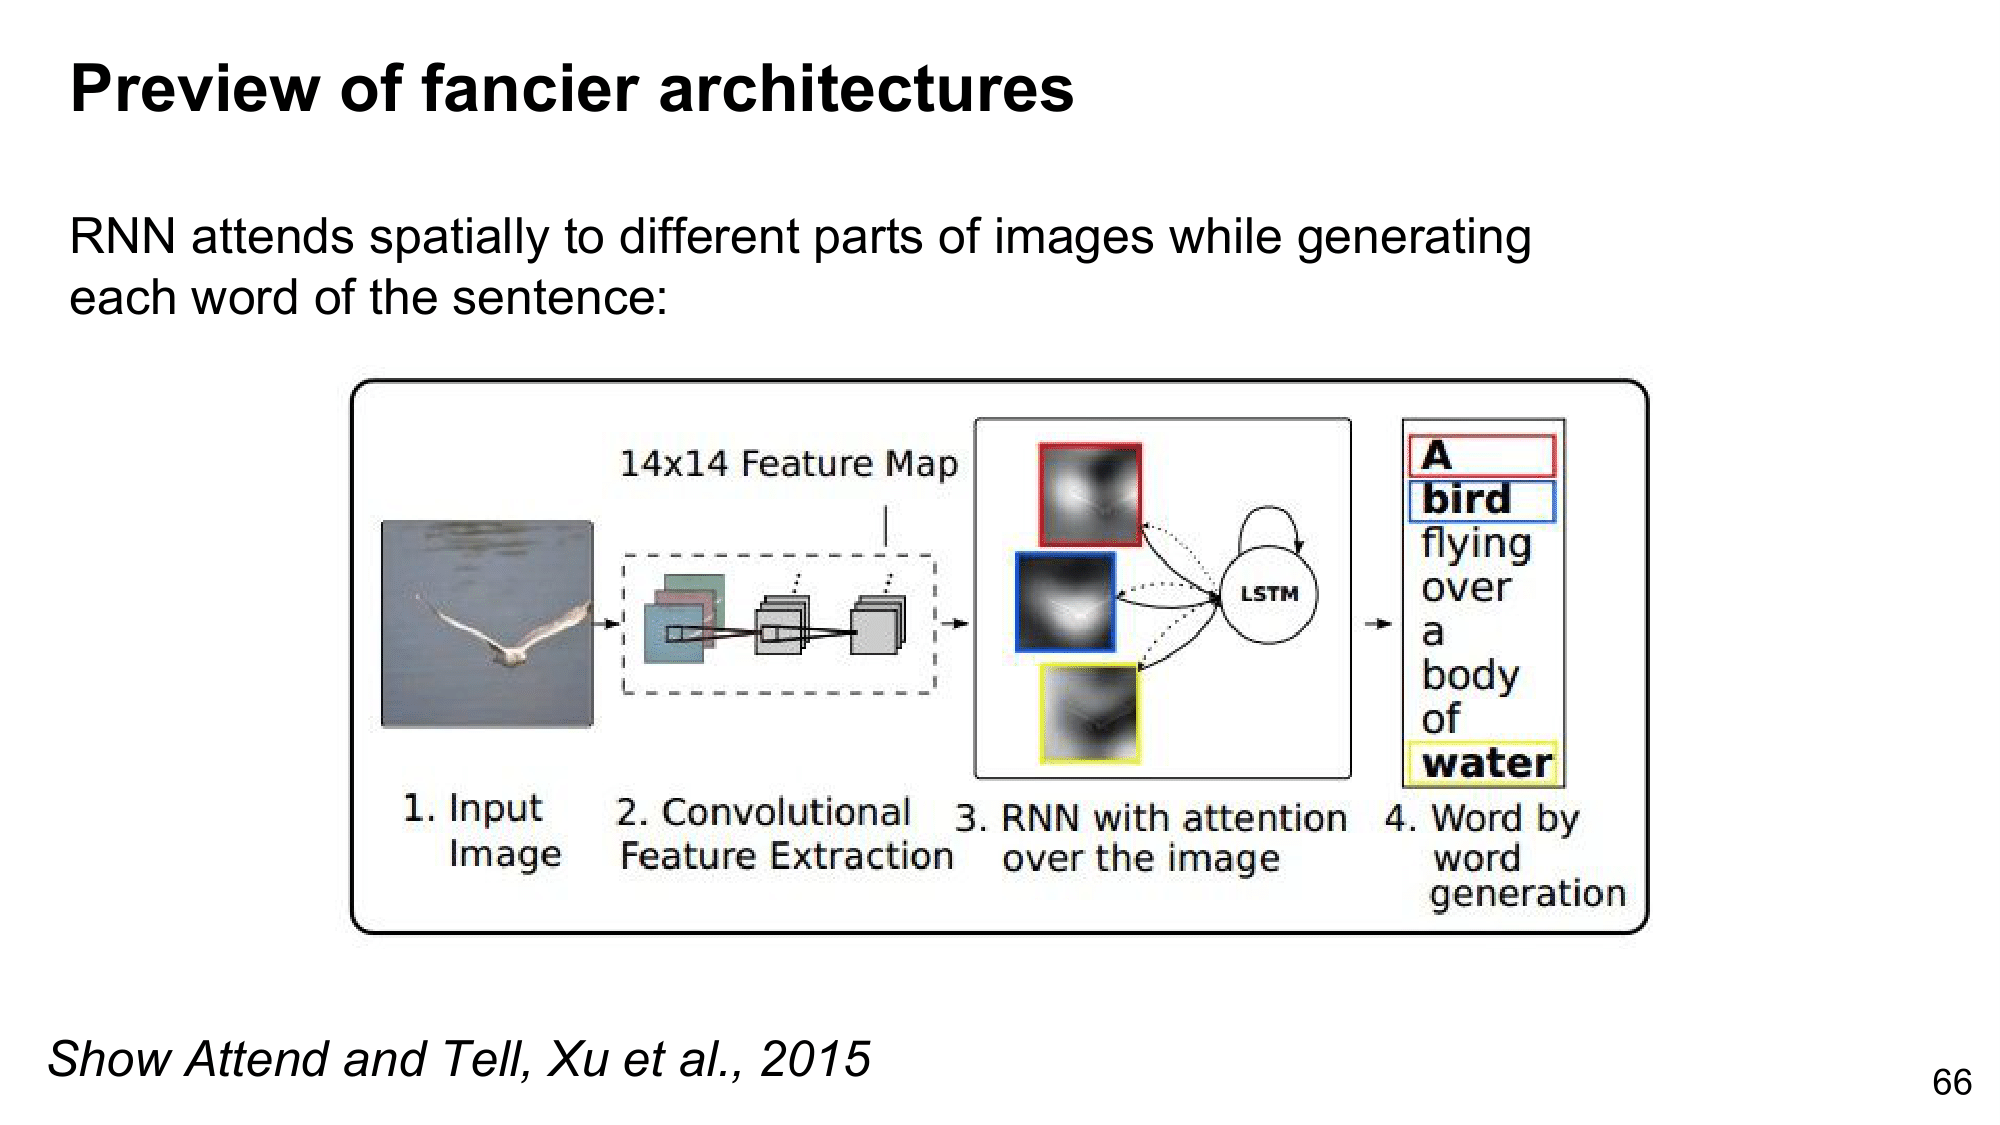 Preview of fancier architectures
RNN attends spatially to different parts of images while generating
each word of the sentence:
14x14 Feature Map
LSTM
A
bird
flying
over
a
body
of
water
1. Input
Image
2. Convolutional
Feature Extraction
3. RNN with attention
over the image
4. Word by
word
generation
Show Attend and Tell, Xu et al., 2015
66